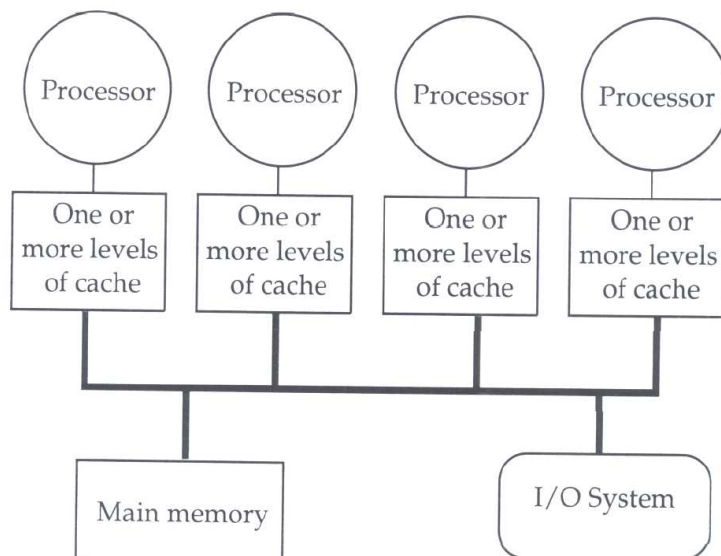 Processor
Processor
Processor
Processor
One or
more levels
of cache
One or
more levels
of cache
One or
more levels
of cache
One or
more levels
of cache
Main memory
I/O System